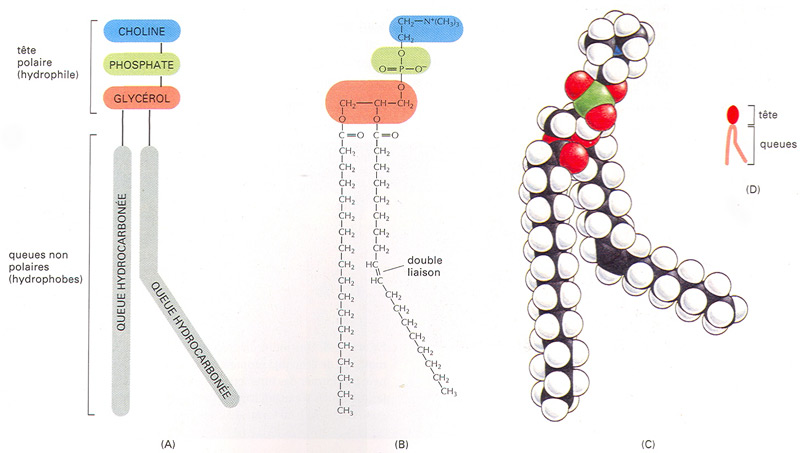 tête
polaire
(hydrophile)
CHOLINE
PHOSPHATE
GLYCÉROL
queues non
polaires
(hydrophobes)
QUEUE HYDROCARBONÉE
QUEUE HYDROCARBONÉE
(A)
CH₂—N⁺(CH₃)₃
CH₂
O
O=P—O⁻
O
CH₂—CH—CH₂
O O
C=O C=O
CH₂ CH₂
CH₂ CH₂
CH₂ CH₂
CH₂ CH₂
CH₂ CH₂
CH₂ CH₂
CH₂ CH₂
CH₂ HC
CH₂ HC
CH₂ CH₂
CH₂ CH₂
CH₂ CH₂
CH₂ CH₂
CH₂ CH₂
CH₂ CH₂
CH₂ CH₂
CH₃ CH₃
double
liaison
(B)
(C)
tête
queues
(D)